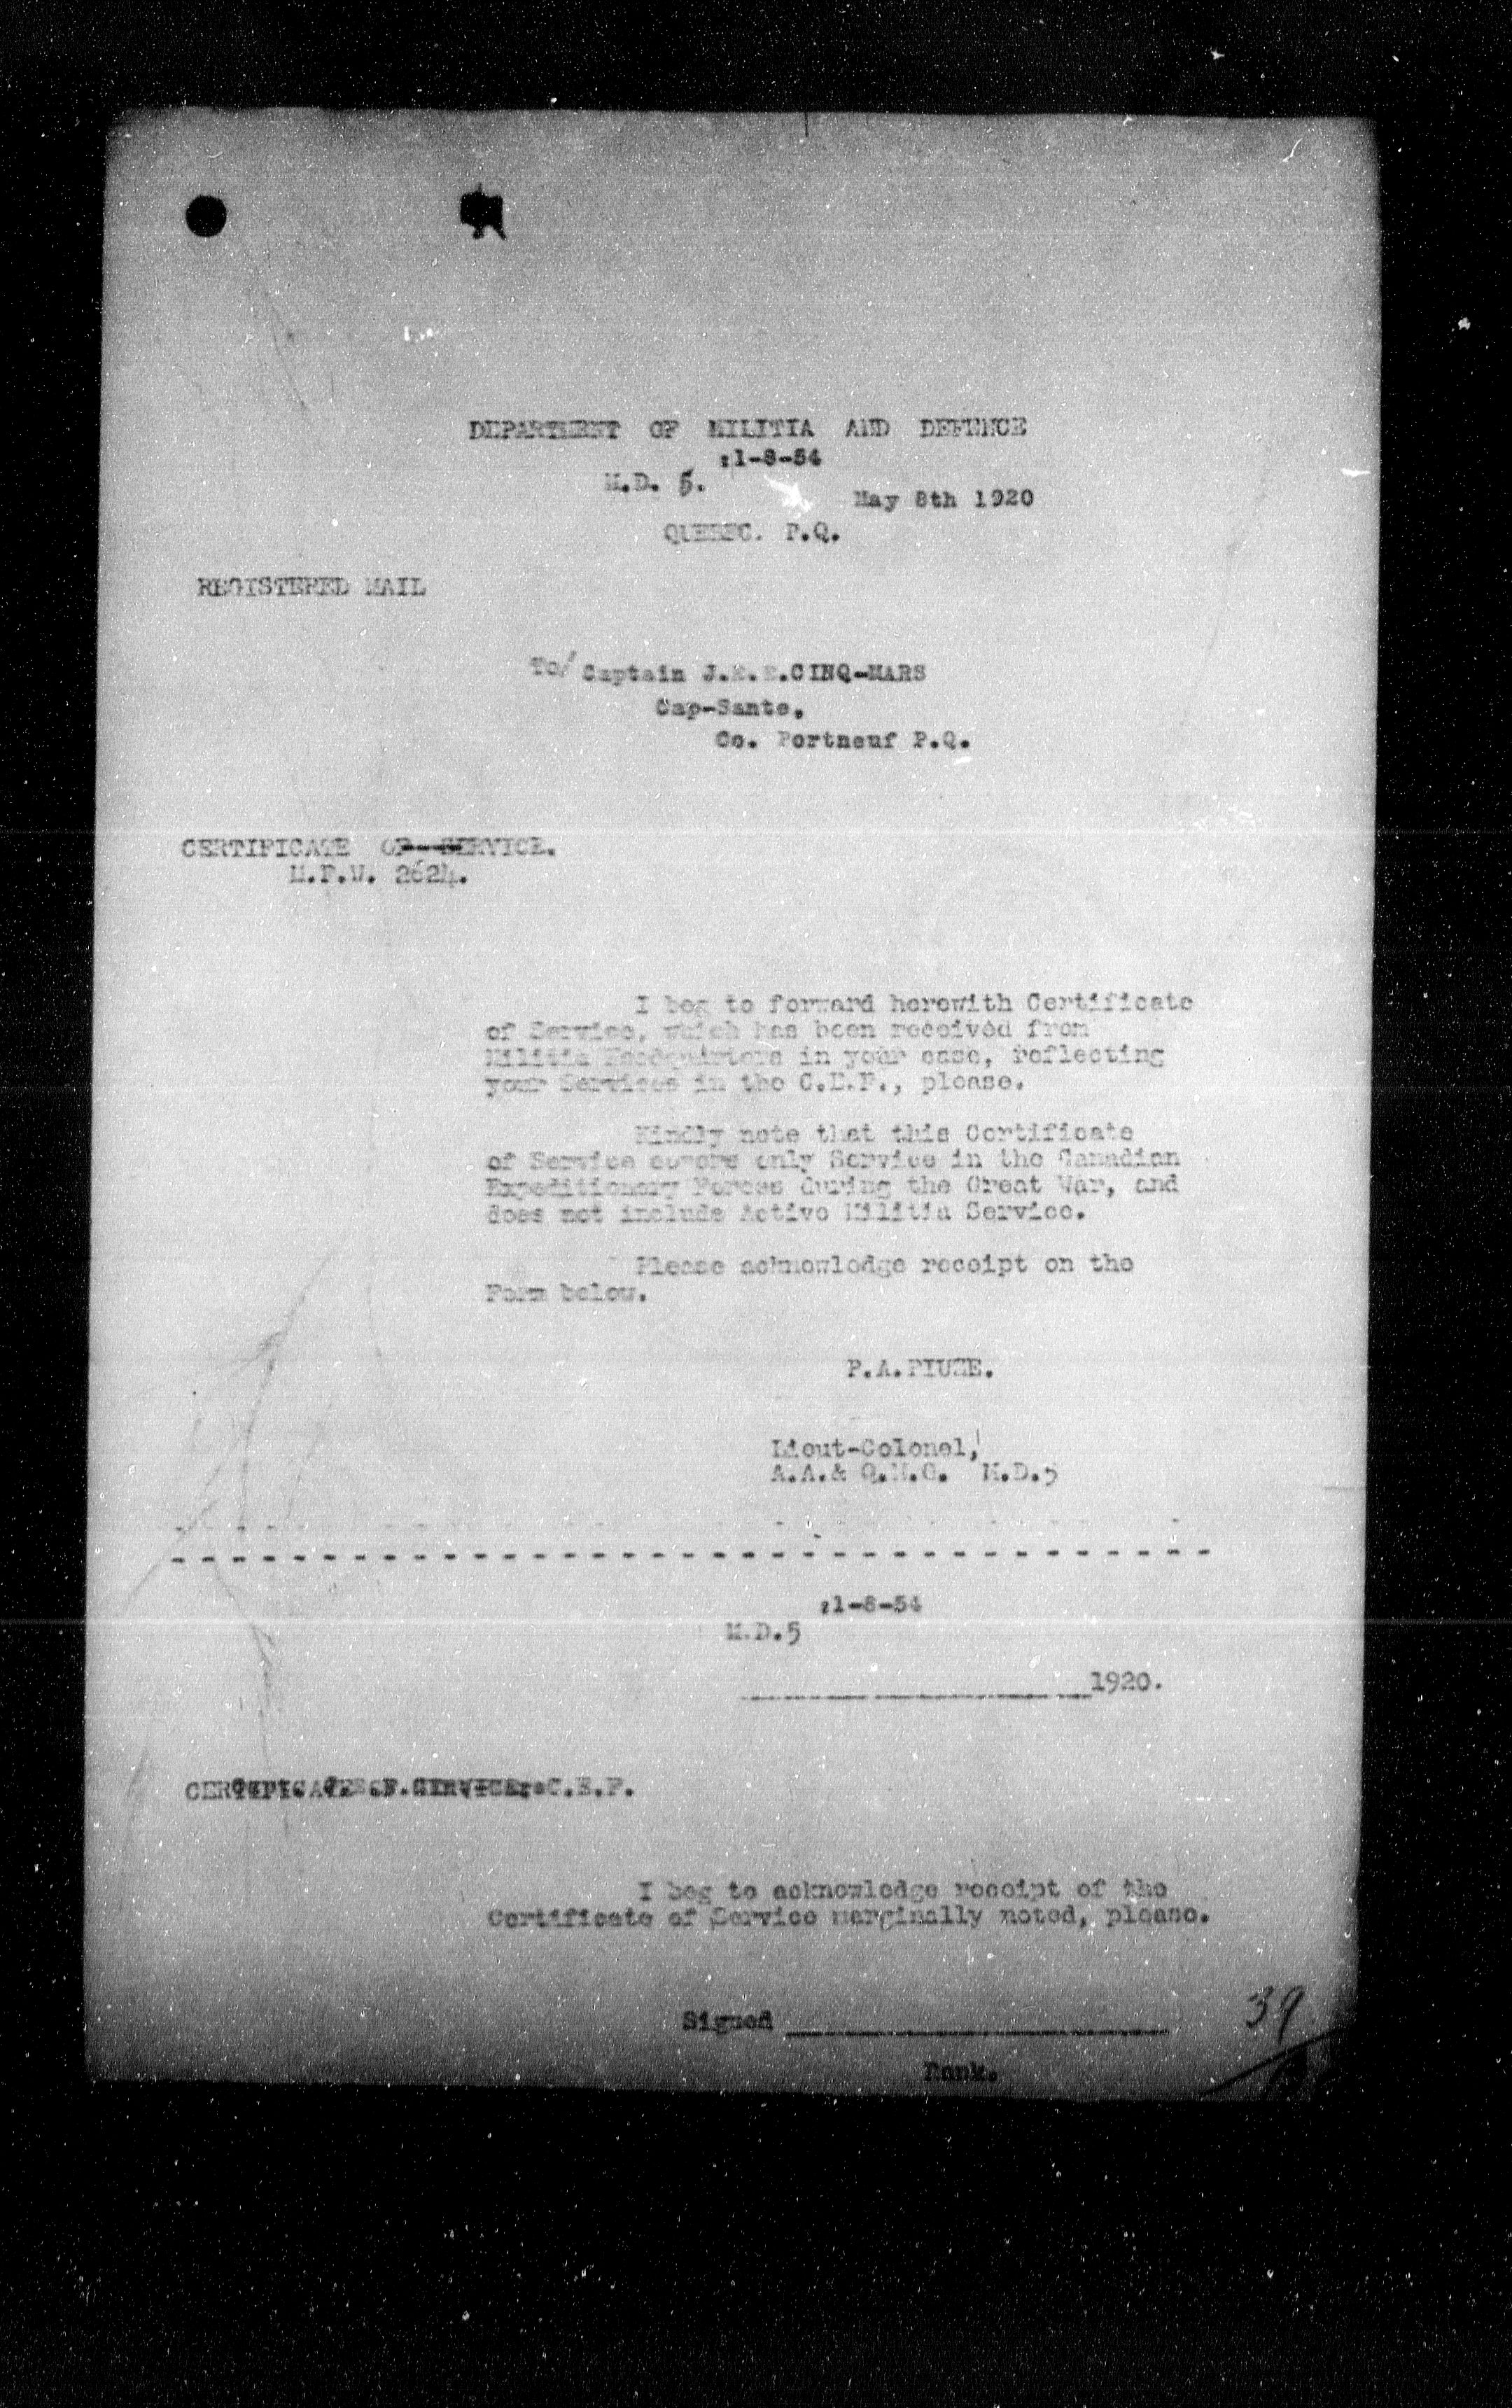 DEPARTMENT OF MILITIA AND DEFENCE
:1-8-54
M.D. 5.
May 8th 1920
QUEBEC. P.Q.
REGISTERED MAIL
To/ Captain J.E.E.CINQ-MARS
Cap-Sante,
Co. Portneuf P.Q.
CERTIFICATE OF SERVICE.
M.F.W. 2624.
I beg to forward herewith Certificate
of Service, which has been received from
Militia Headquarters in your case, reflecting
your Services in the C.E.F., please.
Kindly note that this Certificate
of Service covers only Service in the Canadian
Expeditionary Forces during the Great War, and
does not include Active Militia Service.
Please acknowledge receipt on the
Form below.
P.A.PIUZE.
Lieut-Colonel,
A.A.& Q.M.G. M.D.5
:1-8-54
M.D.5
1920.
C.E.F.
I beg to acknowledge receipt of the
Certificate of Service marginally noted, please.
Signed
Rank.
39